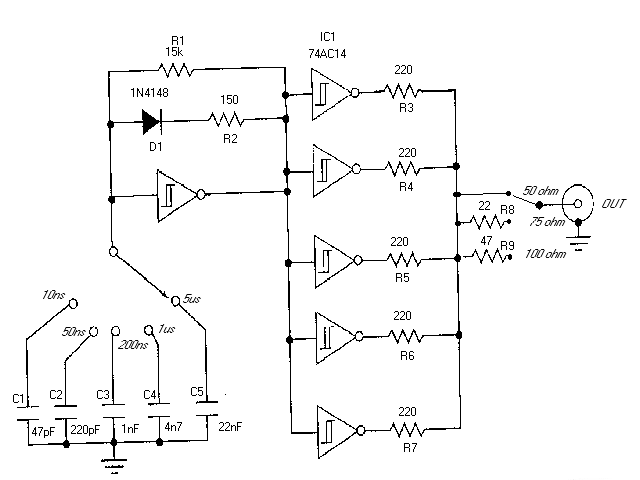 R1
15k
IC1
74AC14
1N4148
D1
150
R2
220
R3
220
R4
220
R5
220
R6
220
R7
50 ohm
22 R8
75 ohm
47 R9
100 ohm
OUT
10ns
50ns
200ns
1us
5us
C1
C2
C3
C4
C5
47pF
220pF
1nF
4n7
22nF